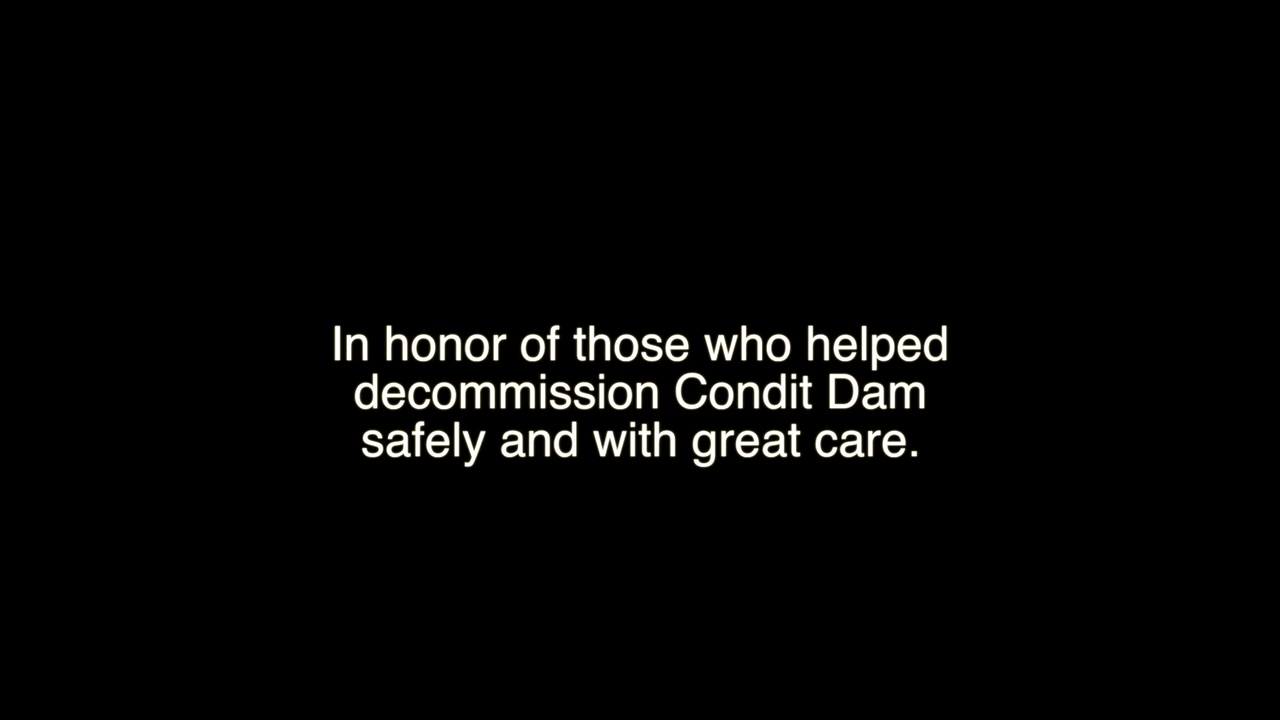 In honor of those who helped
decommission Condit Dam
safely and with great care.